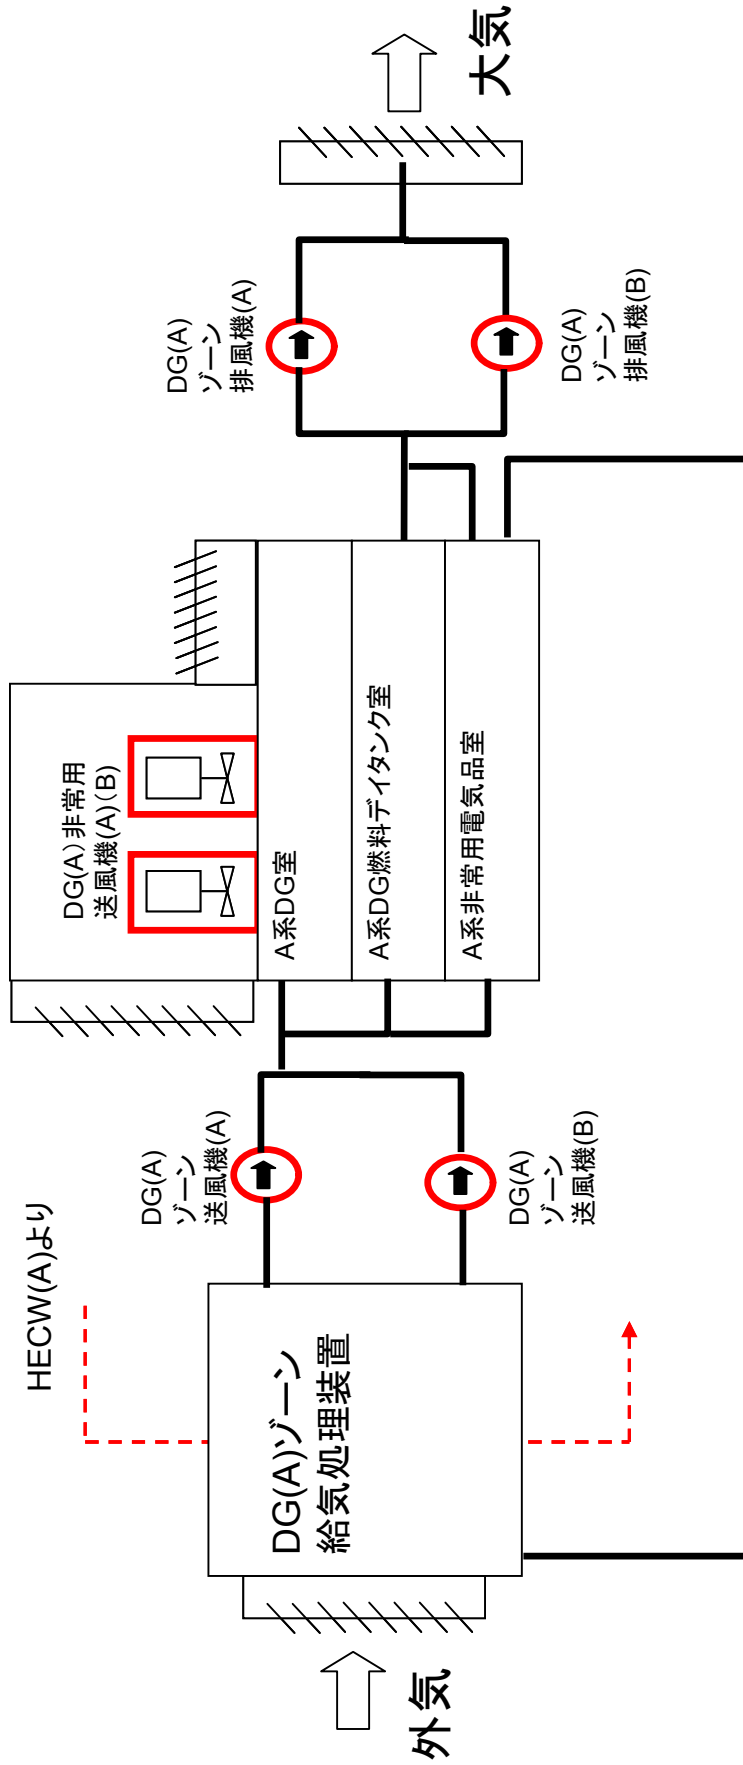 外気
DG(A)ゾーン
給気処理装置
HECW(A)より
DG(A)
ゾーン
送風機(A)
DG(A)
ゾーン
送風機(B)
DG(A)非常用
送風機(A)(B)
A系DG室
A系DG燃料デイタンク室
A系非常用電気品室
DG(A)
ゾーン
排風機(A)
DG(A)
ゾーン
排風機(B)
大気